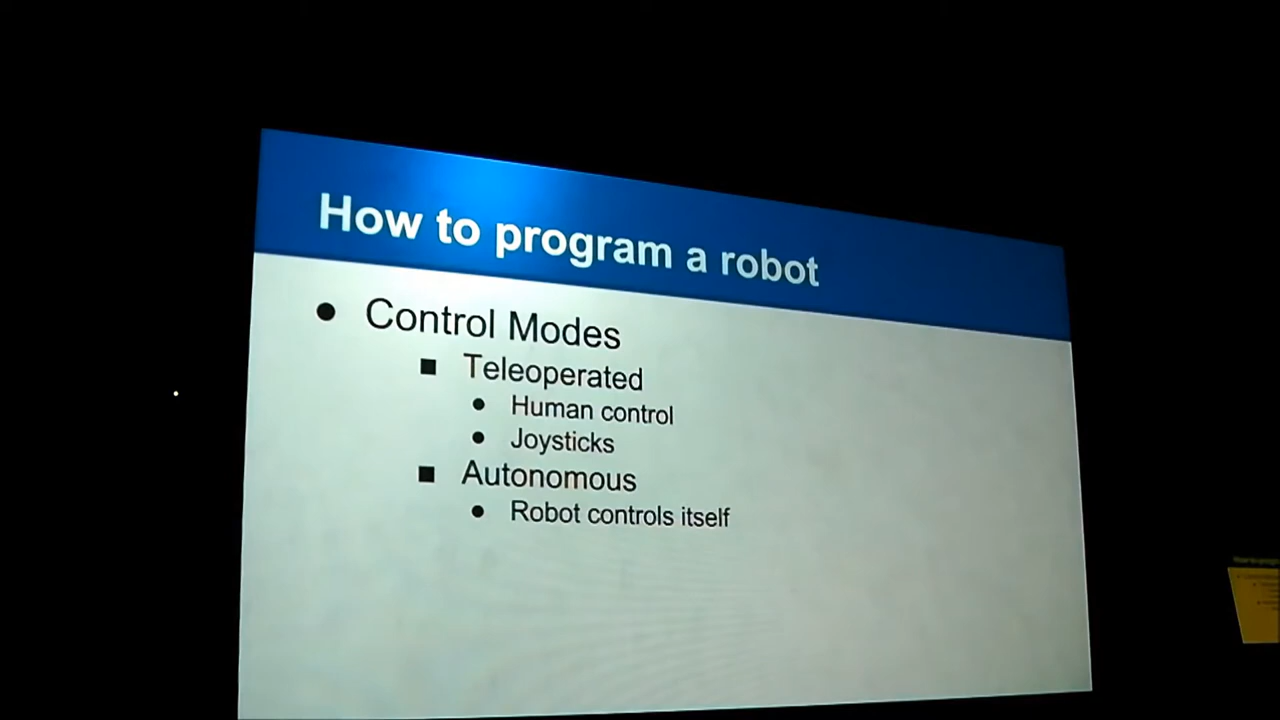 How to program a robot
Control Modes
Teleoperated
Human control
Joysticks
Autonomous
Robot controls itself